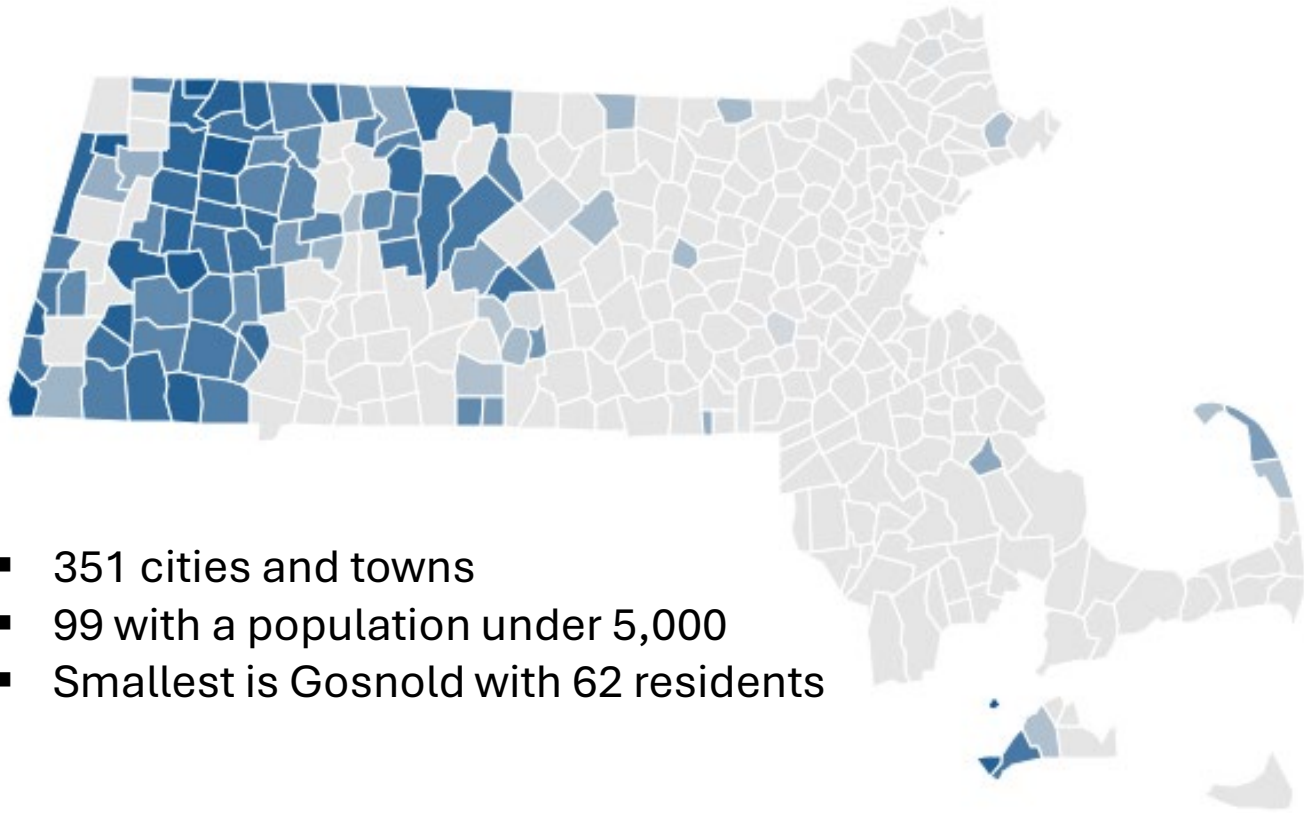 ▪ 351 cities and towns
▪ 99 with a population under 5,000
▪ Smallest is Gosnold with 62 residents